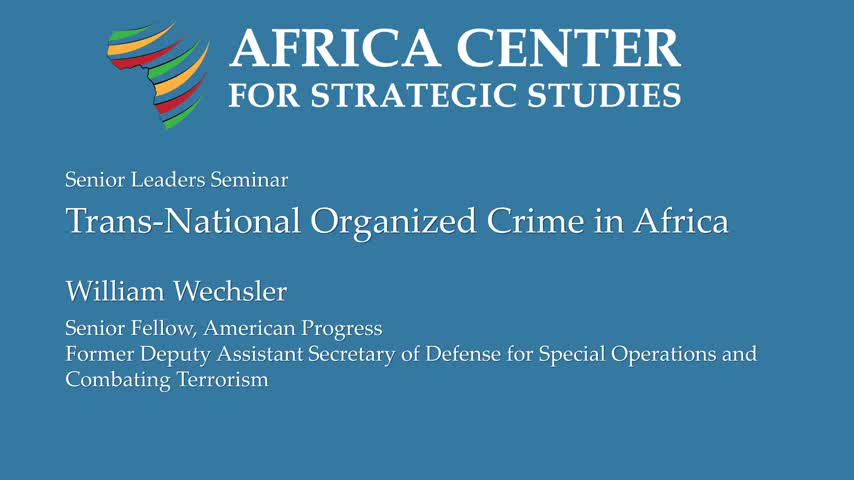 AFRICA CENTER
FOR STRATEGIC STUDIES
Senior Leaders Seminar
Trans-National Organized Crime in Africa
William Wechsler
Senior Fellow, American Progress
Former Deputy Assistant Secretary of Defense for Special Operations and
Combating Terrorism